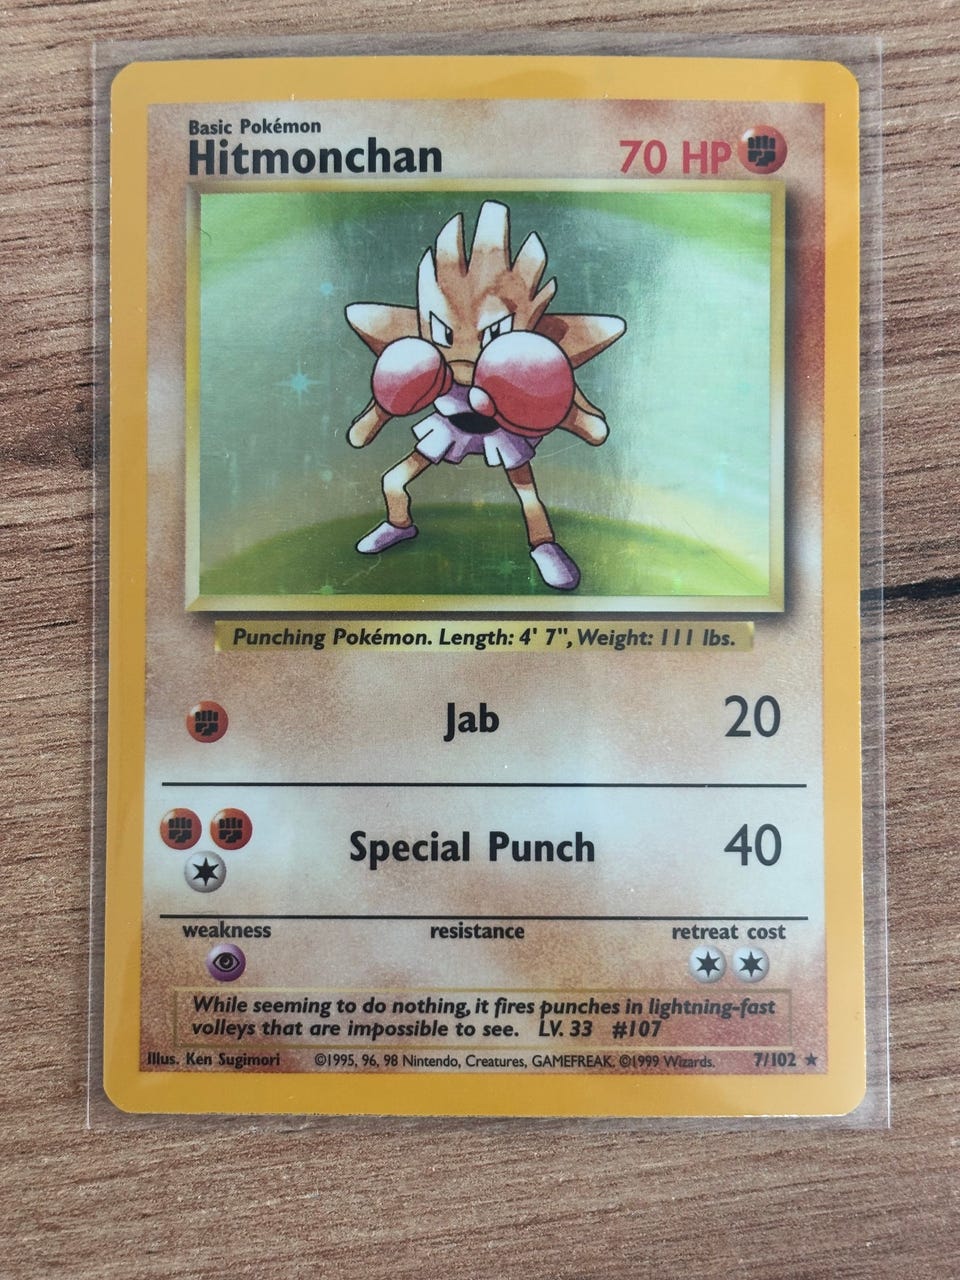 Basic Pokémon
Hitmonchan 70 HP
Punching Pokémon. Length: 4' 7", Weight: 111 lbs.
Jab 20
Special Punch 40
weakness resistance retreat cost
While seeming to do nothing, it fires punches in lightning-fast
volleys that are impossible to see. LV. 33 #107
Illus. Ken Sugimori ©1995, 96, 98 Nintendo, Creatures, GAMEFREAK. ©1999 Wizards. 7/102 ★